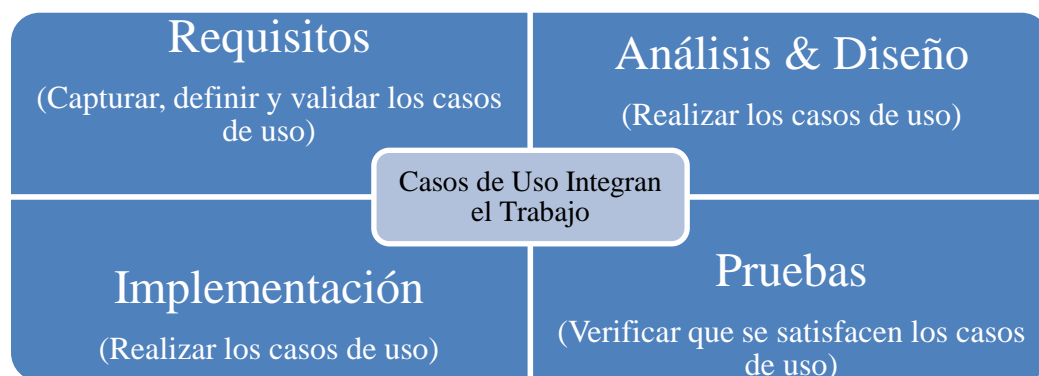 Requisitos
(Capturar, definir y validar los casos
de uso)
Análisis & Diseño
(Realizar los casos de uso)
Casos de Uso Integran
el Trabajo
Implementación
(Realizar los casos de uso)
Pruebas
(Verificar que se satisfacen los casos
de uso)